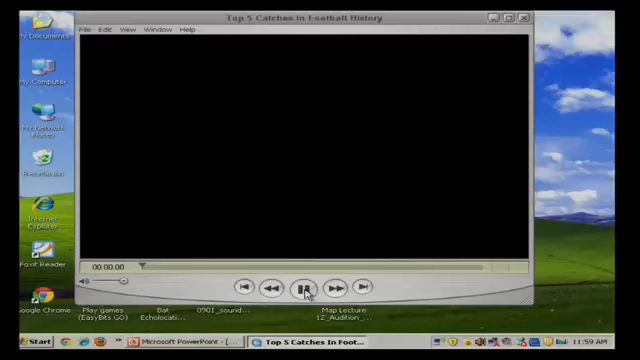 Top 5 Catches In Football History
File Edit View Window Help
My Documents
My Computer
My Network Places
Recycle Bin
Internet Explorer
Foxit Reader
00:00.00
Google Chrome
Play games (EasyBits GO)
Bat Echolocati...
0901_sound...
Map Lecture 12_Audition_...
Start
Microsoft PowerPoint - [...
Top 5 Catches In Foot...
11:59 AM